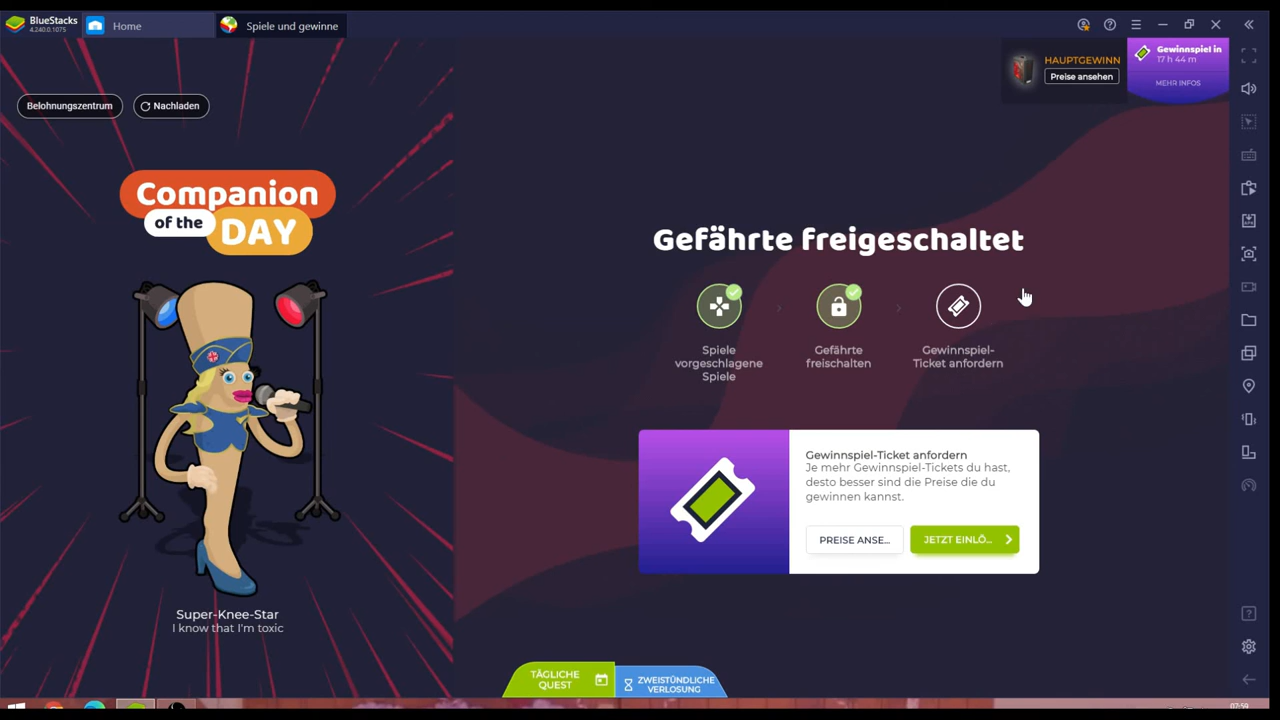 BlueStacks
4.240.0.1075
Home
Spiele und gewinne
HAUPTGEWINN
Preise ansehen
Gewinnspiel in
17 h 44 m
MEHR INFOS
Belohnungszentrum
Nachladen
Companion
of the
DAY
Gefährte freigeschaltet
Spiele
vorgeschlagene
Spiele
Gefährte
freischalten
Gewinnspiel-
Ticket anfordern
Gewinnspiel-Ticket anfordern
Je mehr Gewinnspiel-Tickets du hast,
desto besser sind die Preise die du
gewinnen kannst.
PREISE ANSE...
JETZT EINLÖ...
Super-Knee-Star
I know that I'm toxic
TÄGLICHE
QUEST
ZWEISTÜNDLICHE
VERLOSUNG
07:59